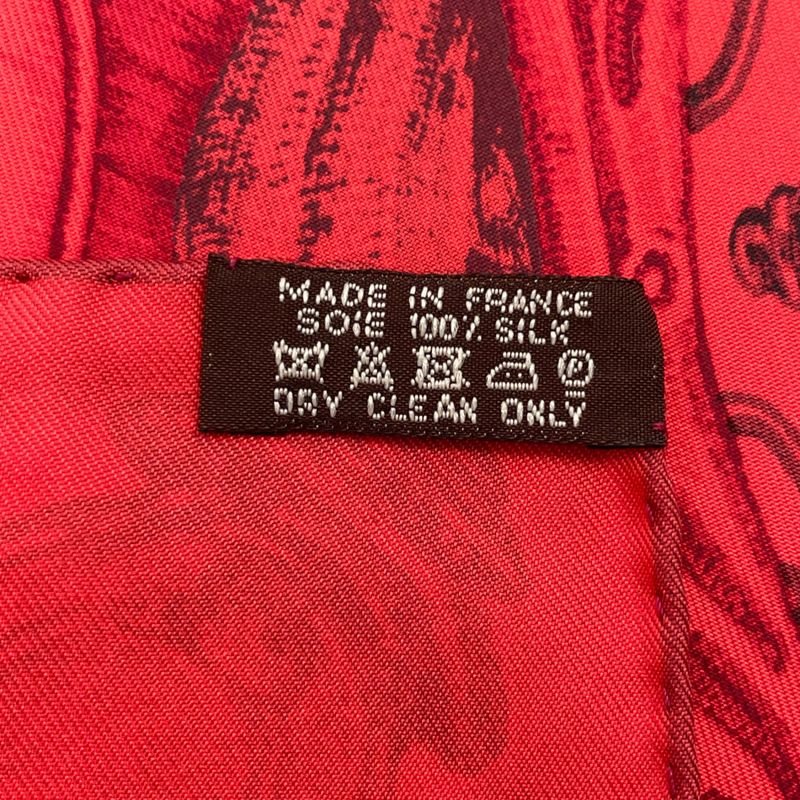 MADE IN FRANCE
SOIE 100% SILK
P
DRY CLEAN ONLY